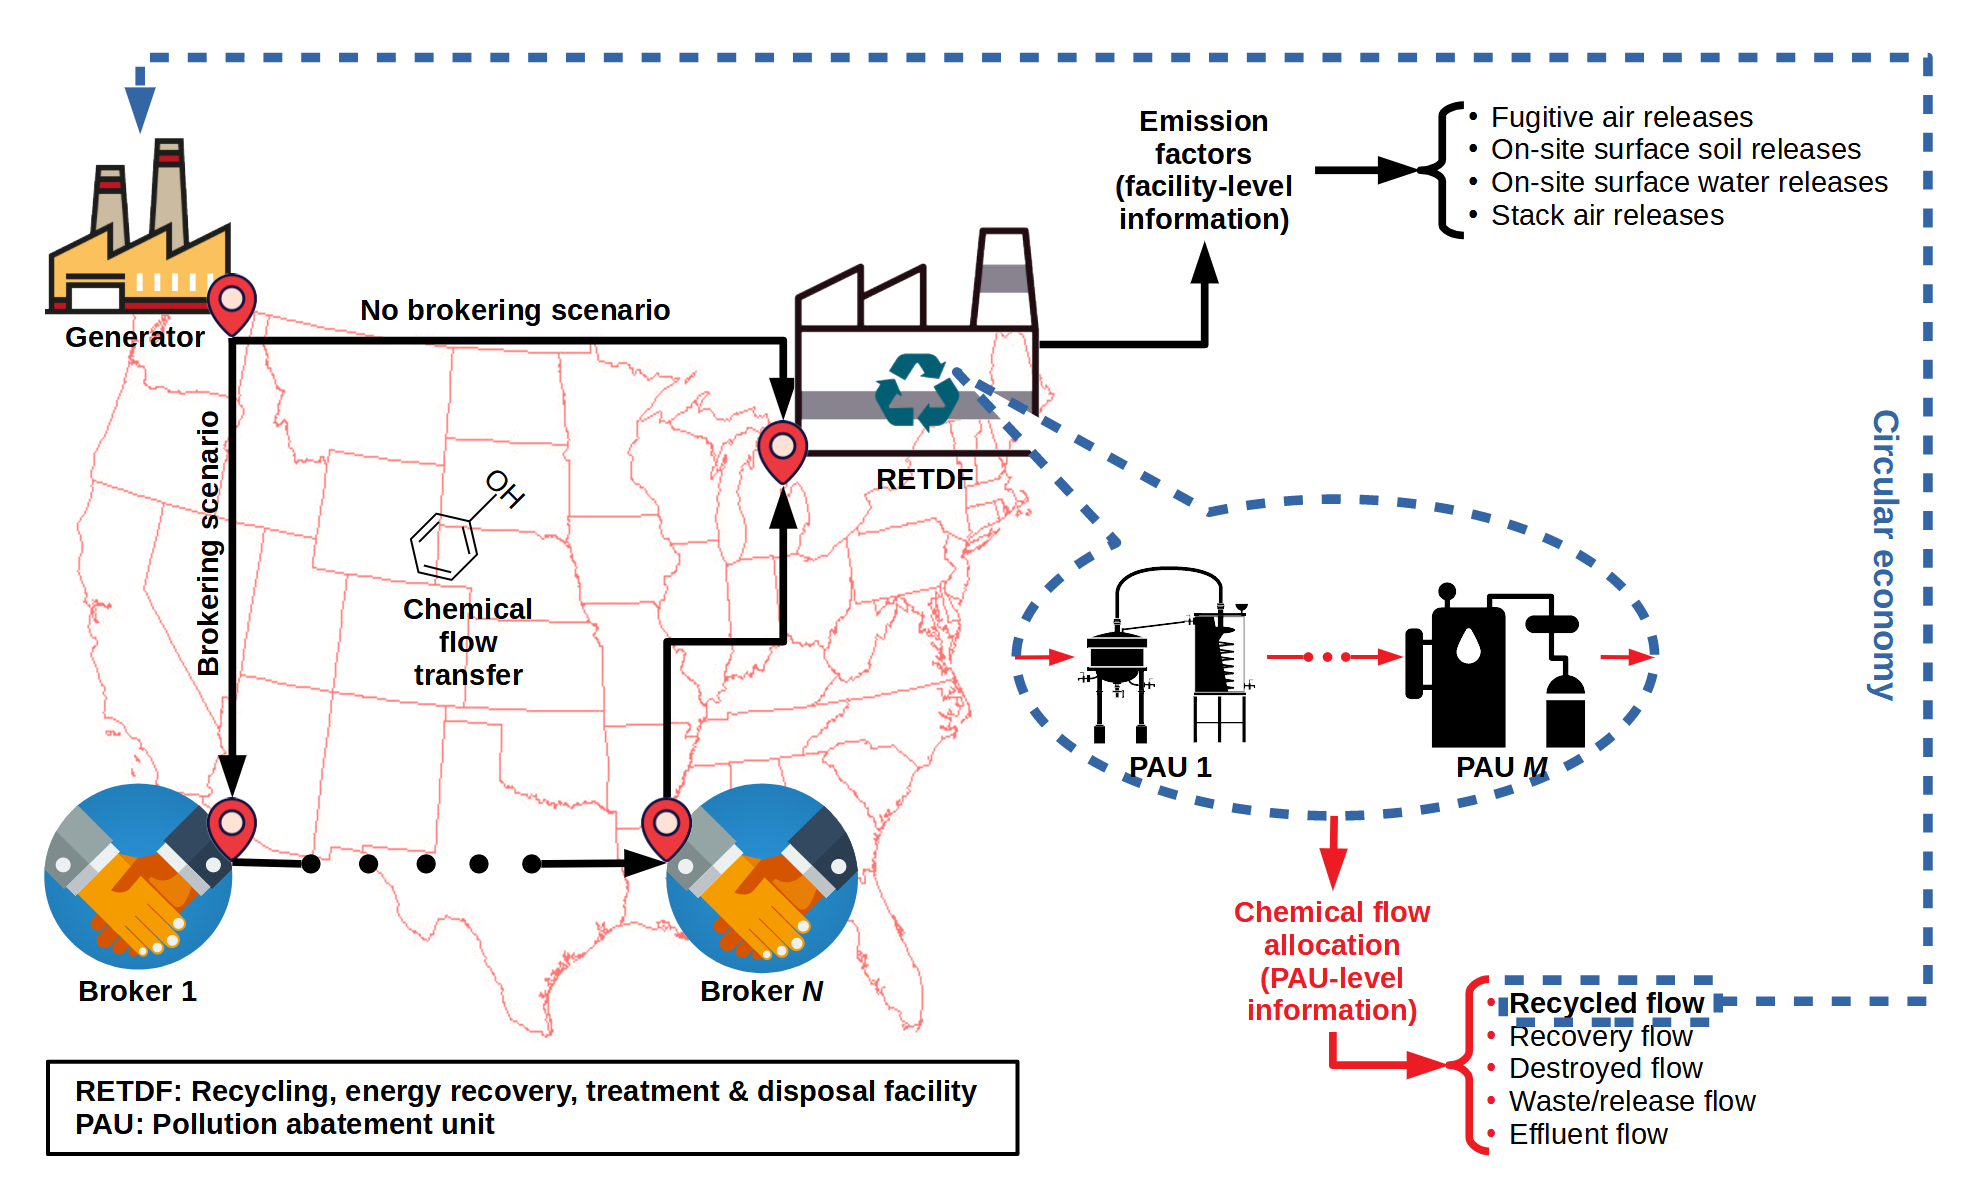 Emission
factors
(facility-level
information)
• Fugitive air releases
• On-site surface soil releases
• On-site surface water releases
• Stack air releases
Generator
No brokering scenario
Brokering scenario
RETDF
OH
Chemical
flow
transfer
Circular economy
PAU 1
PAU M
Broker 1
Broker N
Chemical flow
allocation
(PAU-level
information)
• Recycled flow
• Recovery flow
• Destroyed flow
• Waste/release flow
• Effluent flow
RETDF: Recycling, energy recovery, treatment & disposal facility
PAU: Pollution abatement unit